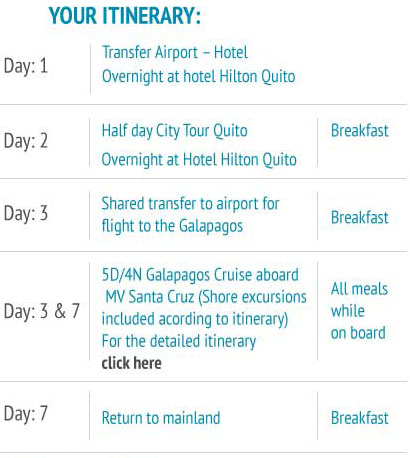 YOUR ITINERARY:
Day: 1
Transfer Airport – Hotel
Overnight at hotel Hilton Quito
Day: 2
Half day City Tour Quito
Overnight at Hotel Hilton Quito
Breakfast
Day: 3
Shared transfer to airport for
flight to the Galapagos
Breakfast
Day: 3 & 7
5D/4N Galapagos Cruise aboard
MV Santa Cruz (Shore excursions
included acording to itinerary)
For the detailed itinerary
click here
All meals
while
on board
Day: 7
Return to mainland
Breakfast